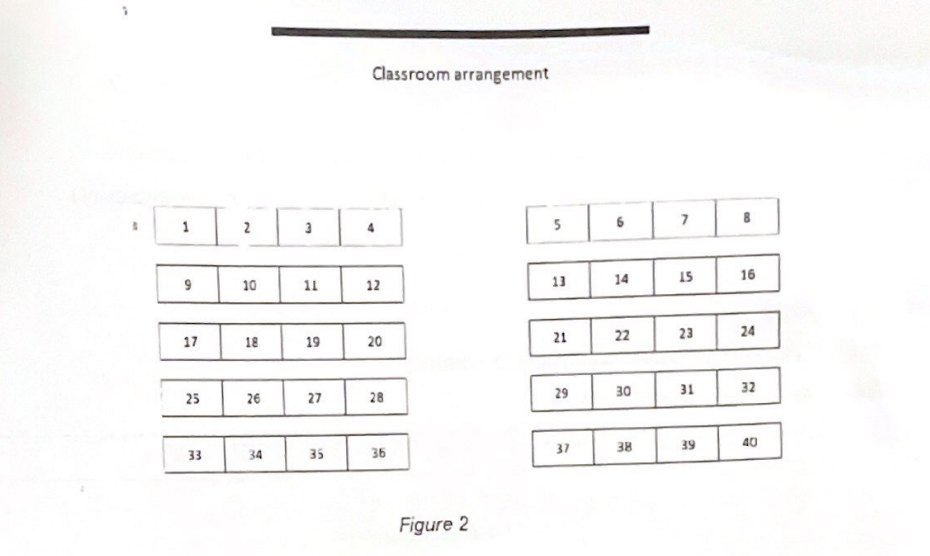 Classroom arrangement
1 2 3 4 5 6 7 8
9 10 11 12 13 14 15 16
17 18 19 20 21 22 23 24
25 26 27 28 29 30 31 32
33 34 35 36 37 38 39 40
Figure 2